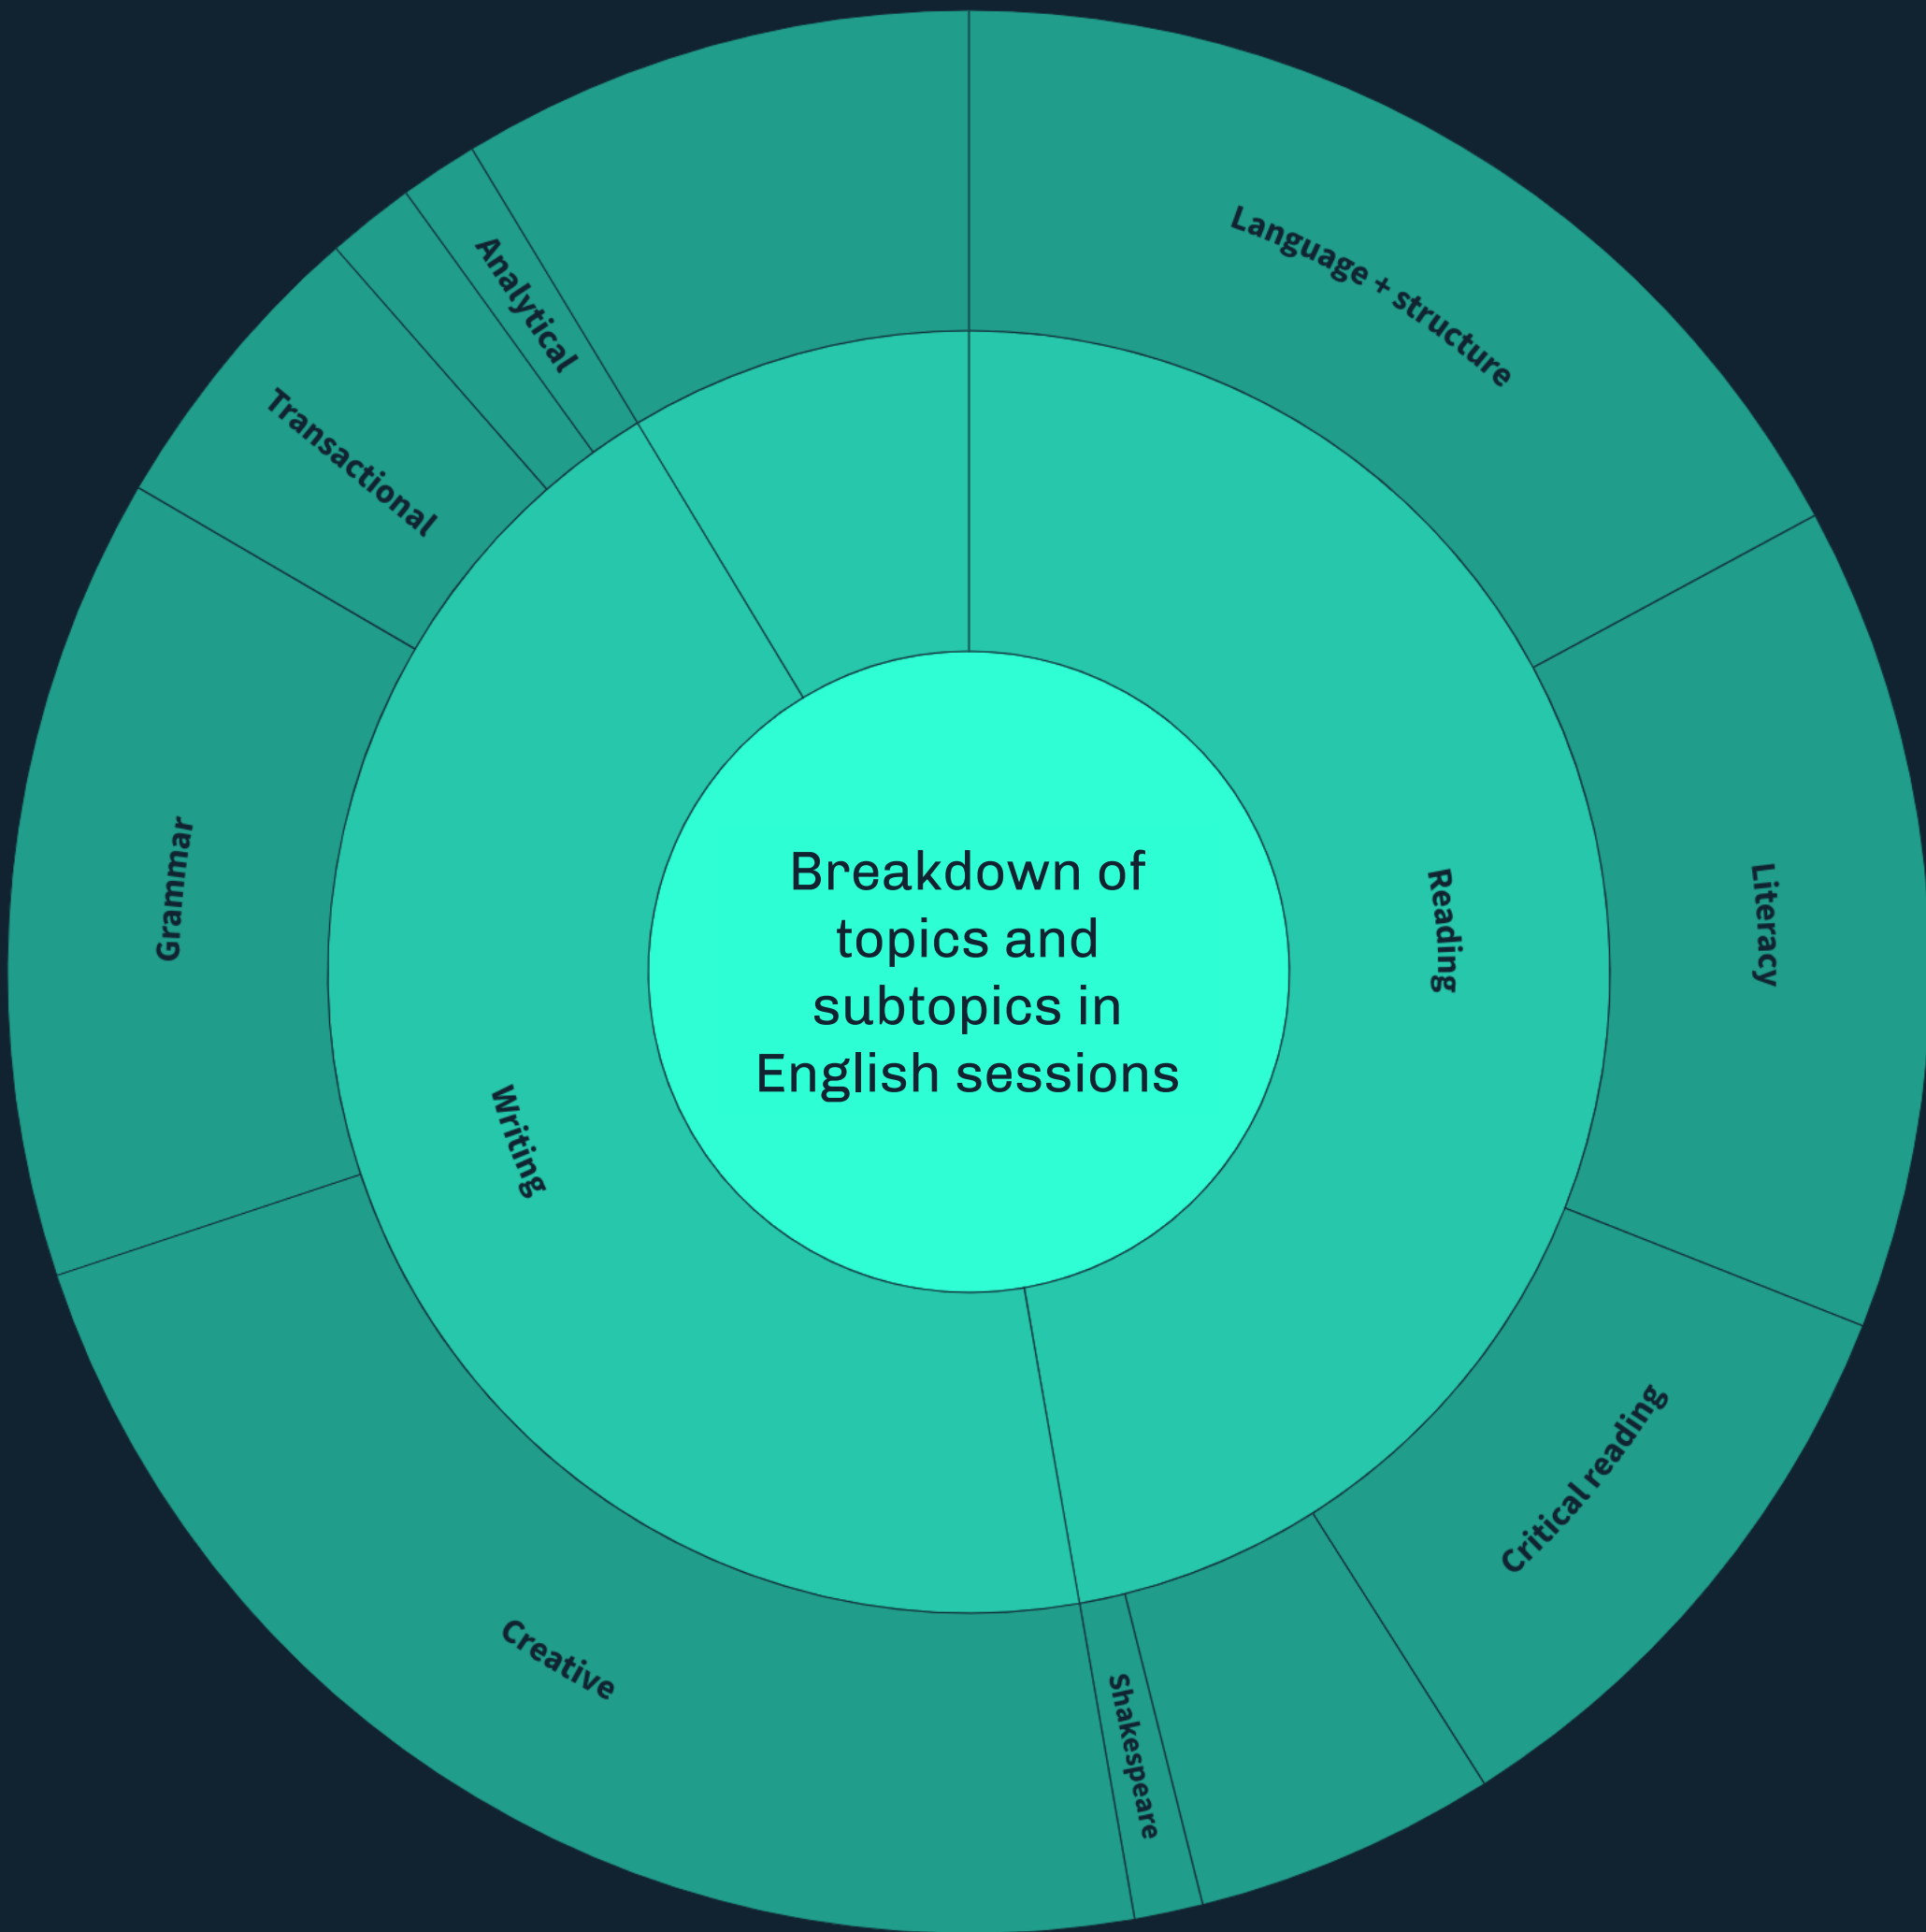 Breakdown of
topics and
subtopics in
English sessions
Reading
Writing
Language + structure
Literacy
Critical reading
Shakespeare
Creative
Grammar
Transactional
Analytical